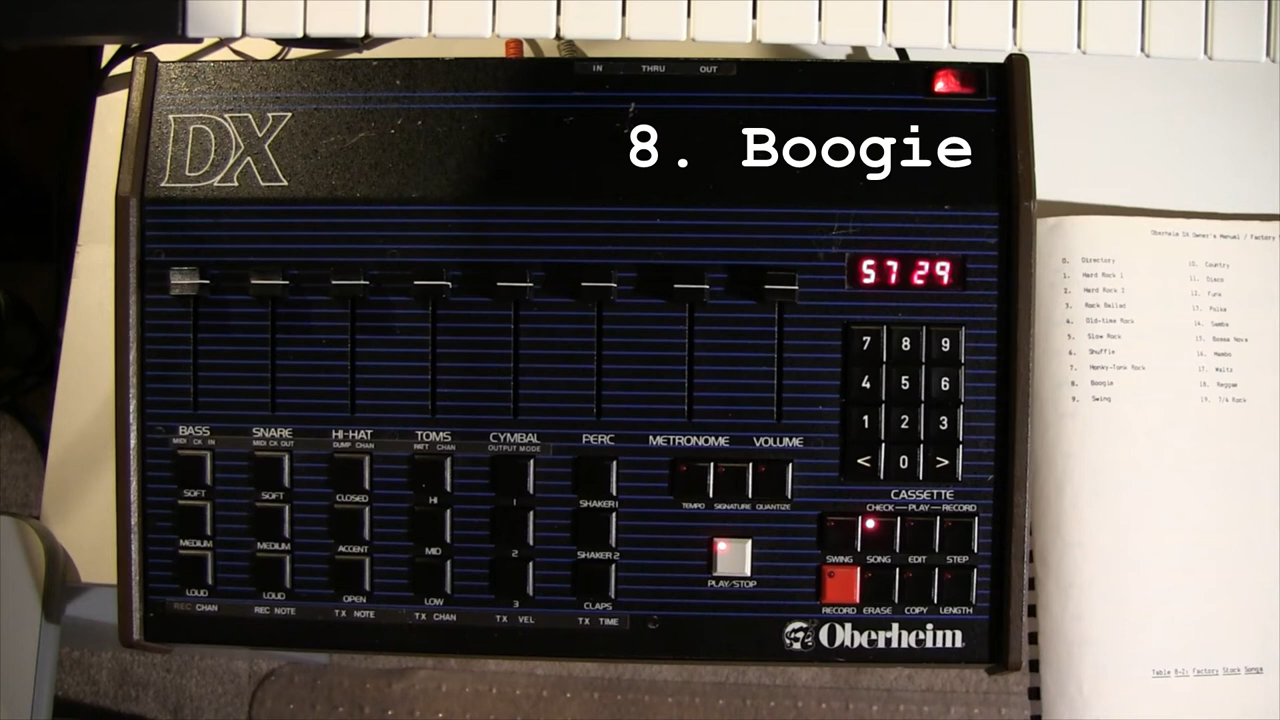 IN THRU OUT
DX
8. Boogie
57 29
BASS SNARE HI-HAT TOMS CYMBAL PERC METRONOME VOLUME
MIDI CK IN MIDI CK OUT DUMP CHAN PATT CHAN OUTPUT MODE
SOFT SOFT CLOSED HI 1 SHAKER 1
MEDIUM MEDIUM ACCENT MID 2 SHAKER 2
LOUD LOUD OPEN LOW 3 CLAPS
REC CHAN REC NOTE TX NOTE TX CHAN TX VEL TX TIME
TEMPO SIGNATURE QUANTIZE
PLAY/STOP
7 8 9
4 5 6
1 2 3
< 0 >
CASSETTE
CHECK — PLAY — RECORD
SWING SONG EDIT STEP
RECORD ERASE COPY LENGTH
Oberheim
Oberheim DX Owner's Manual / Factory
0. Directory
1. Hard Rock 1
2. Hard Rock 2
3. Rock Ballad
4. Old-time Rock
5. Slow Rock
6. Shuffle
7. Honky-Tonk Rock
8. Boogie
9. Swing
10. Country
11. Disco
12. Funk
13. Polka
14. Samba
15. Bossa Nova
16. Mambo
17. Waltz
18. Reggae
19. 7/4 Rock
Table 8-2: Factory Stock Songs